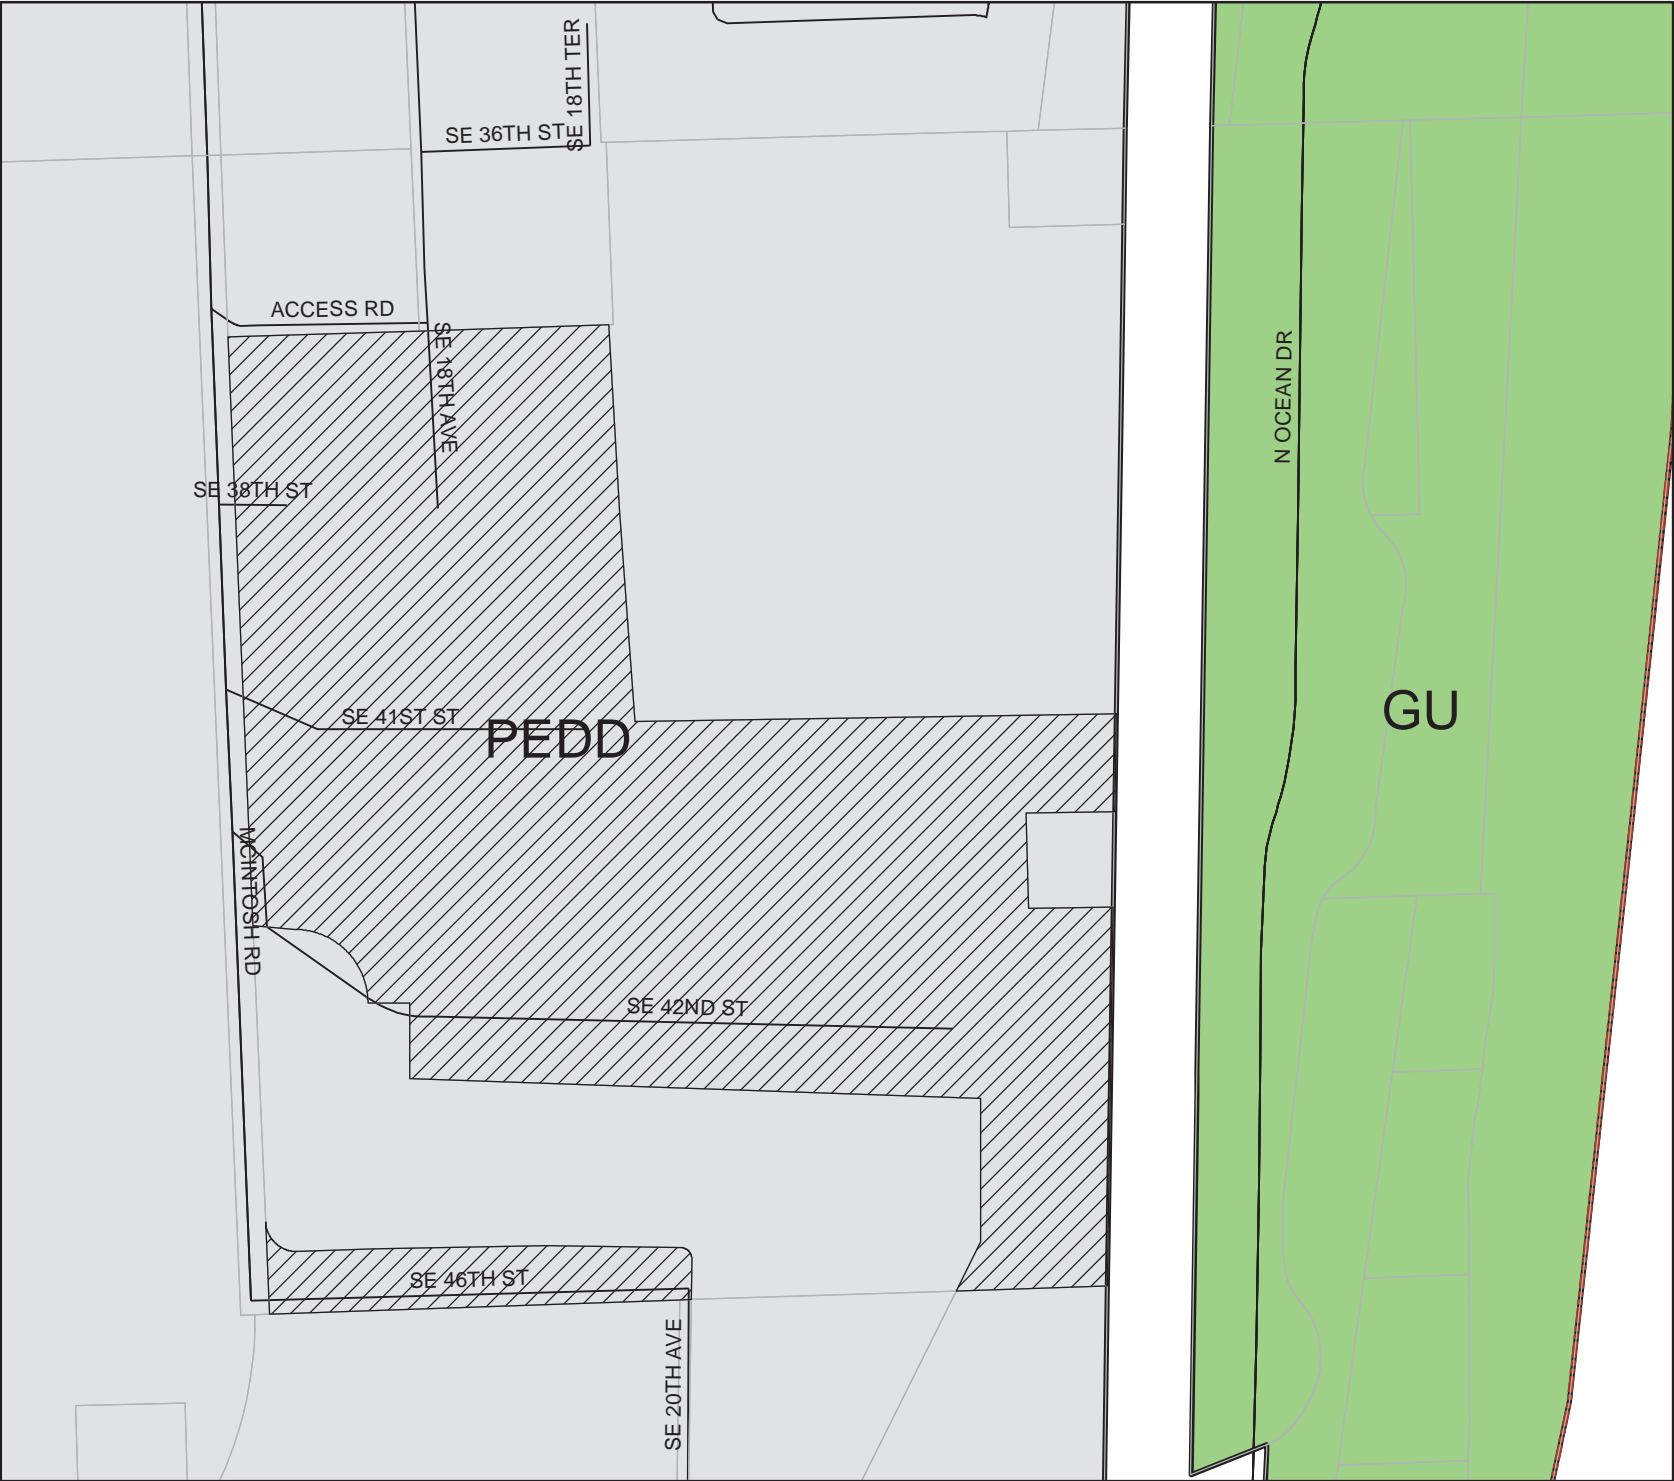 SE 18TH TER
SE 36TH ST
ACCESS RD
SE 18TH AVE
N OCEAN DR
SE 38TH ST
SE 41ST ST
PEDD
GU
MCINTOSH RD
SE 42ND ST
SE 46TH ST
SE 20TH AVE